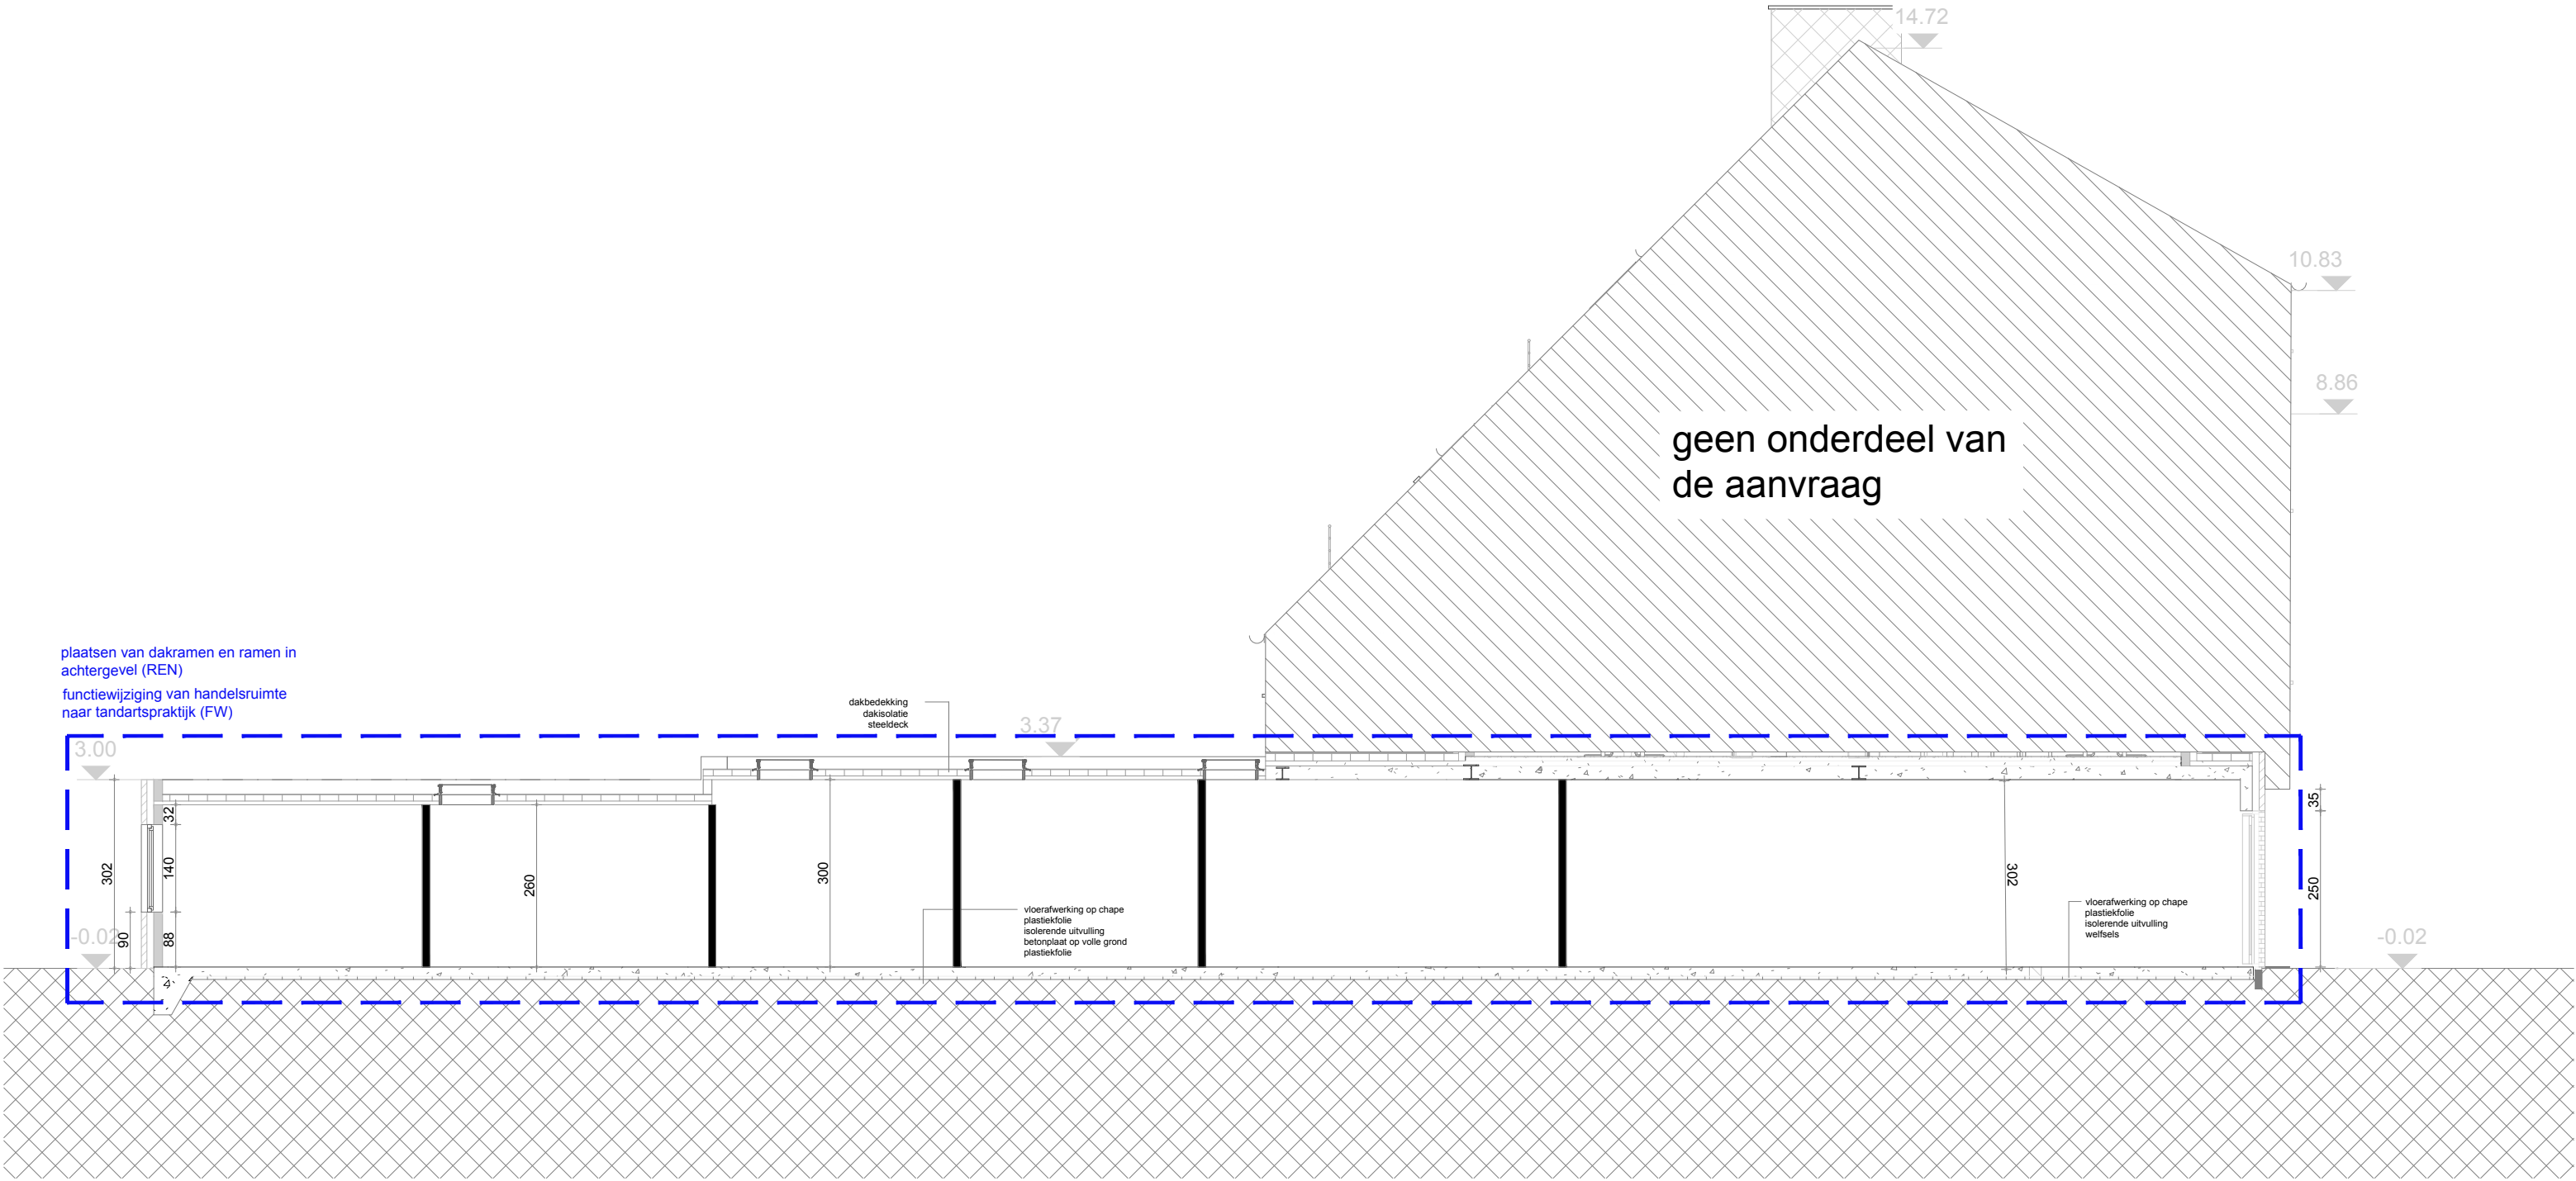 14.72
10.83
8.86
geen onderdeel van
de aanvraag
plaatsen van dakramen en ramen in
achtergevel (REN)
functiewijziging van handelsruimte
naar tandartspraktijk (FW)
dakbedekking
dakisolatie
steeldeck
3.37
3.00
32
35
302
140
260
300
302
250
90
88
-0.02
vloerafwerking op chape
plastiekfolie
isolerende uitvulling
betonplaat op volle grond
plastiekfolie
vloerafwerking op chape
plastiekfolie
isolerende uitvulling
welfsels
-0.02